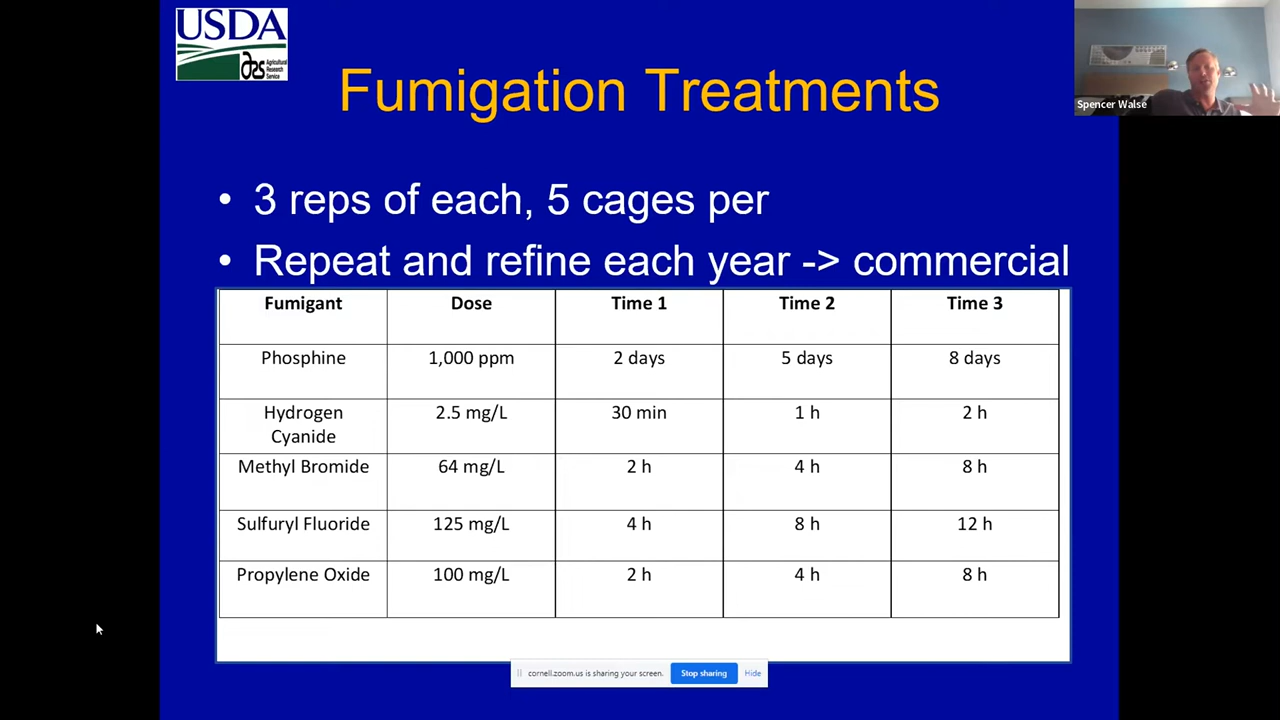 USDA
ars
Agricultural
Research
Service
Fumigation Treatments
Spencer Walse
• 3 reps of each, 5 cages per
• Repeat and refine each year -> commercial
Fumigant Dose Time 1 Time 2 Time 3
Phosphine 1,000 ppm 2 days 5 days 8 days
Hydrogen Cyanide 2.5 mg/L 30 min 1 h 2 h
Methyl Bromide 64 mg/L 2 h 4 h 8 h
Sulfuryl Fluoride 125 mg/L 4 h 8 h 12 h
Propylene Oxide 100 mg/L 2 h 4 h 8 h
cornell.zoom.us is sharing your screen. Stop sharing Hide